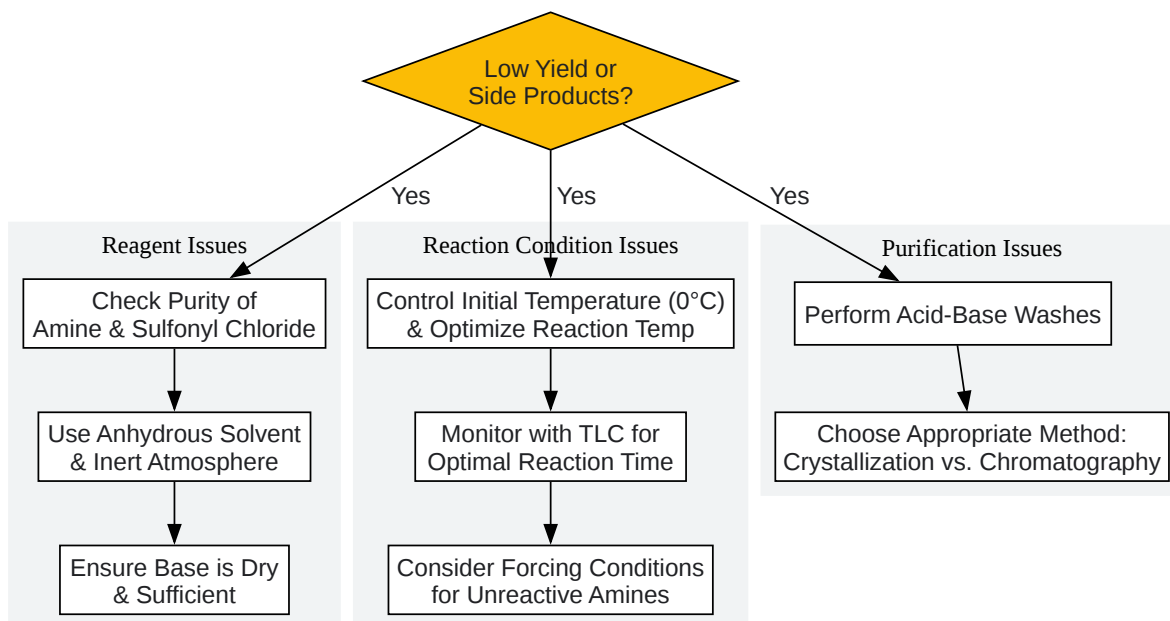 Low Yield or
Side Products?
Yes
Yes
Yes
Reagent Issues
Check Purity of
Amine & Sulfonyl Chloride
Use Anhydrous Solvent
& Inert Atmosphere
Ensure Base is Dry
& Sufficient
Reaction Condition Issues
Control Initial Temperature (0°C)
& Optimize Reaction Temp
Monitor with TLC for
Optimal Reaction Time
Consider Forcing Conditions
for Unreactive Amines
Purification Issues
Perform Acid-Base Washes
Choose Appropriate Method:
Crystallization vs. Chromatography